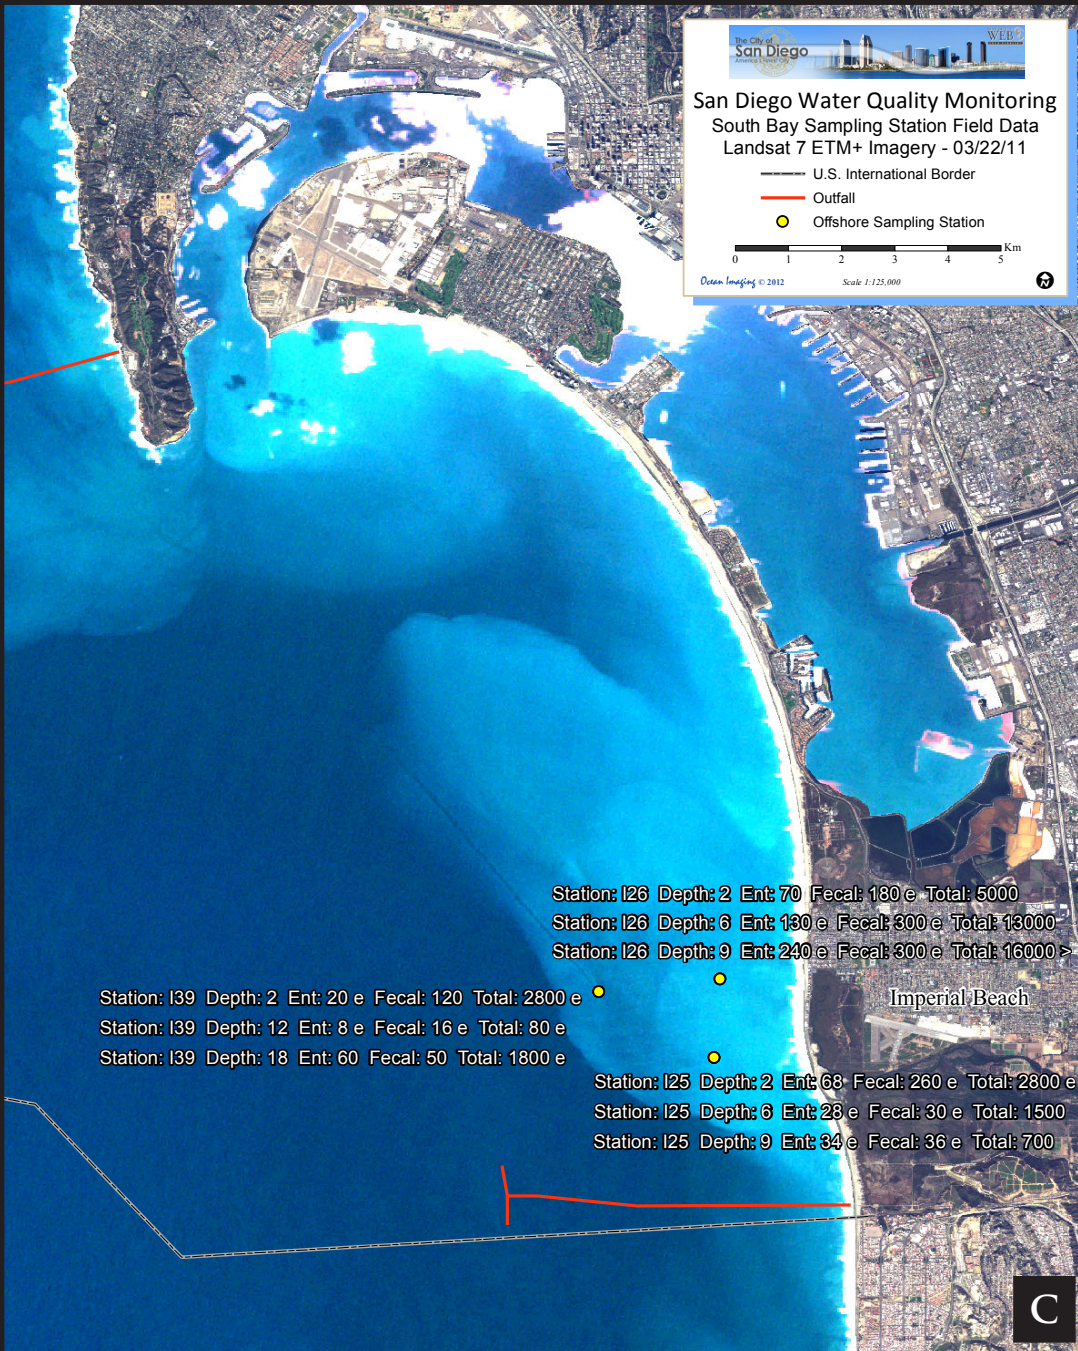 The City of
San Diego
America's Finest City
WEB
San Diego Water Quality Monitoring
South Bay Sampling Station Field Data
Landsat 7 ETM+ Imagery - 03/22/11
U.S. International Border
Outfall
Offshore Sampling Station
Km
0 1 2 3 4 5
Ocean Imaging © 2012 Scale 1:125,000 N
Station: I26 Depth: 2 Ent: 70 Fecal: 180 e Total: 5000
Station: I26 Depth: 6 Ent: 130 e Fecal: 300 e Total: 13000
Station: I26 Depth: 9 Ent: 240 e Fecal: 300 e Total: 16000 >
Imperial Beach
Station: I39 Depth: 2 Ent: 20 e Fecal: 120 Total: 2800 e
Station: I39 Depth: 12 Ent: 8 e Fecal: 16 e Total: 80 e
Station: I39 Depth: 18 Ent: 60 Fecal: 50 Total: 1800 e
Station: I25 Depth: 2 Ent: 68 Fecal: 260 e Total: 2800 e
Station: I25 Depth: 6 Ent: 28 e Fecal: 30 e Total: 1500
Station: I25 Depth: 9 Ent: 34 e Fecal: 36 e Total: 700
C